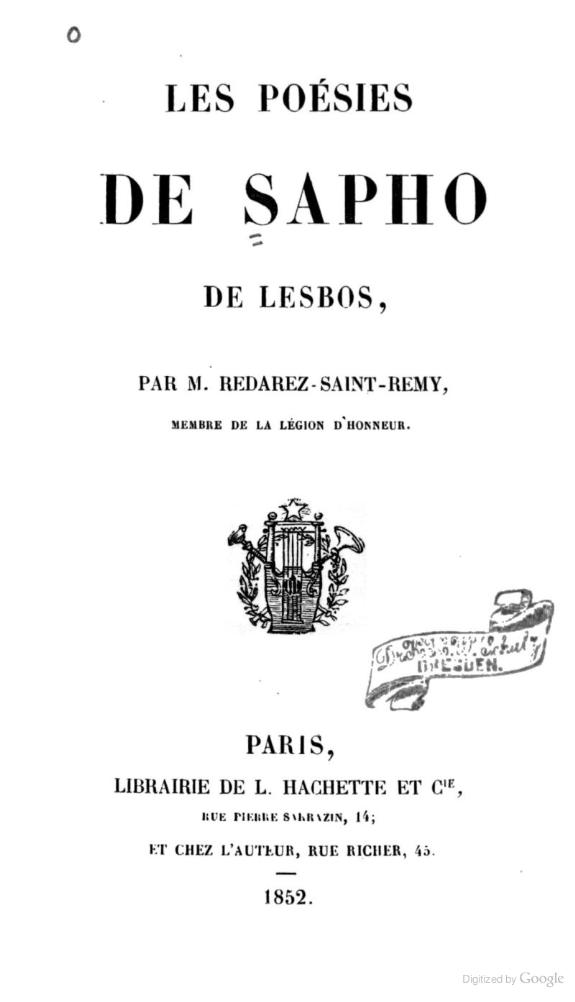 LES POÉSIES
DE SAPHO
DE LESBOS,
PAR M. REDAREZ-SAINT-REMY,
MEMBRE DE LA LÉGION D'HONNEUR.
DRESDEN.
PARIS,
LIBRAIRIE DE L. HACHETTE ET Cᴵᴱ,
RUE PIERRE SARRAZIN, 14;
ET CHEZ L'AUTEUR, RUE RICHER, 45.
1852.
Digitized by Google